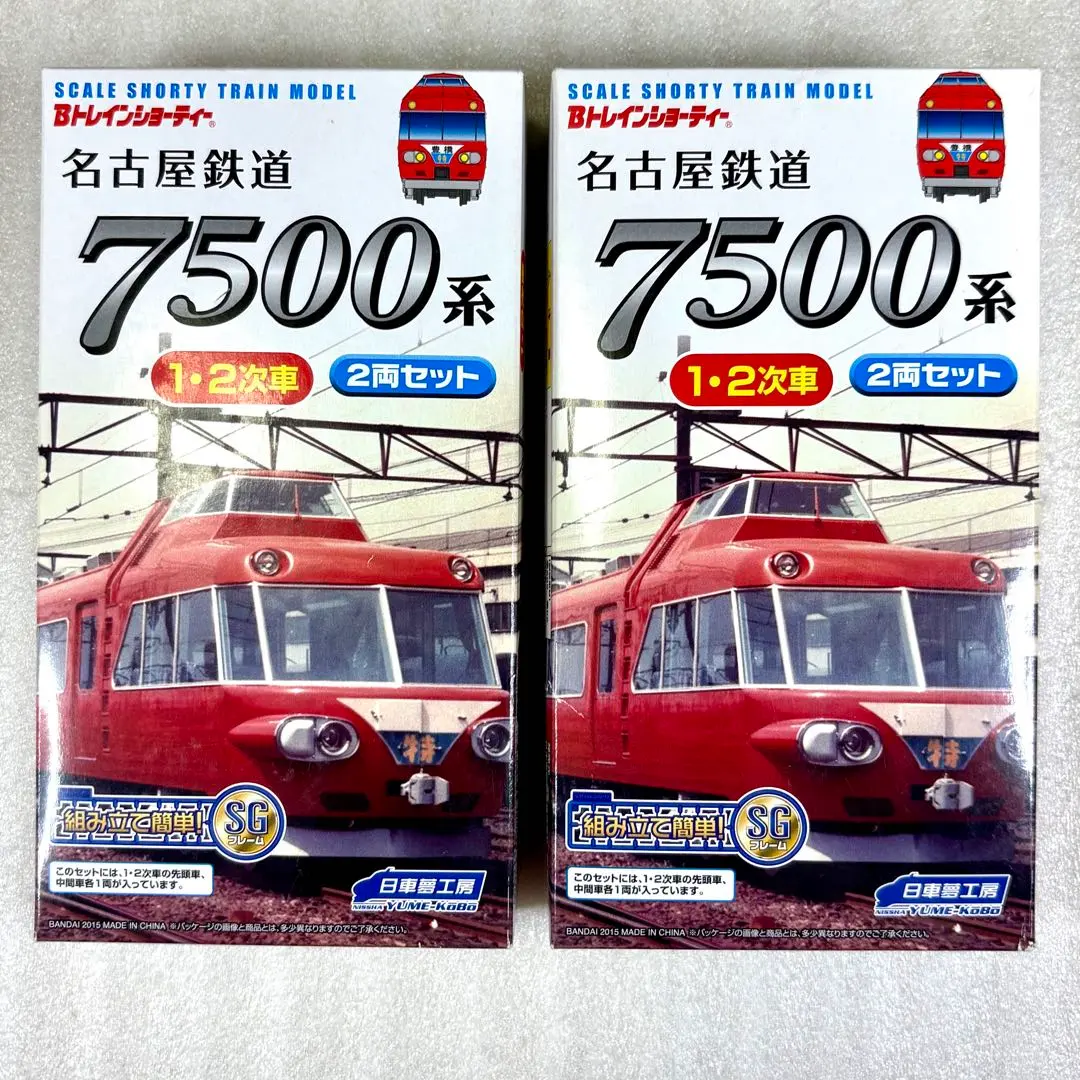 SCALE SHORTY TRAIN MODEL
Bトレインショーティー®
豊橋
特
名古屋鉄道
7500系
1・2次車
2両セット
特
組み立て簡単!
SG
フレーム
このセットには、1・2次車の先頭車、
中間車各1両が入っています。
日車夢工房
NISSHA YUME-KoBo
BANDAI 2015 MADE IN CHINA ※パッケージの画像と商品とは、多少異なりますのでご了承ください。
SCALE SHORTY TRAIN MODEL
Bトレインショーティー®
豊橋
特
名古屋鉄道
7500系
1・2次車
2両セット
特
組み立て簡単!
SG
フレーム
このセットには、1・2次車の先頭車、
中間車各1両が入っています。
日車夢工房
NISSHA YUME-KoBo
BANDAI 2015 MADE IN CHINA ※パッケージの画像と商品とは、多少異なりますのでご了承ください。